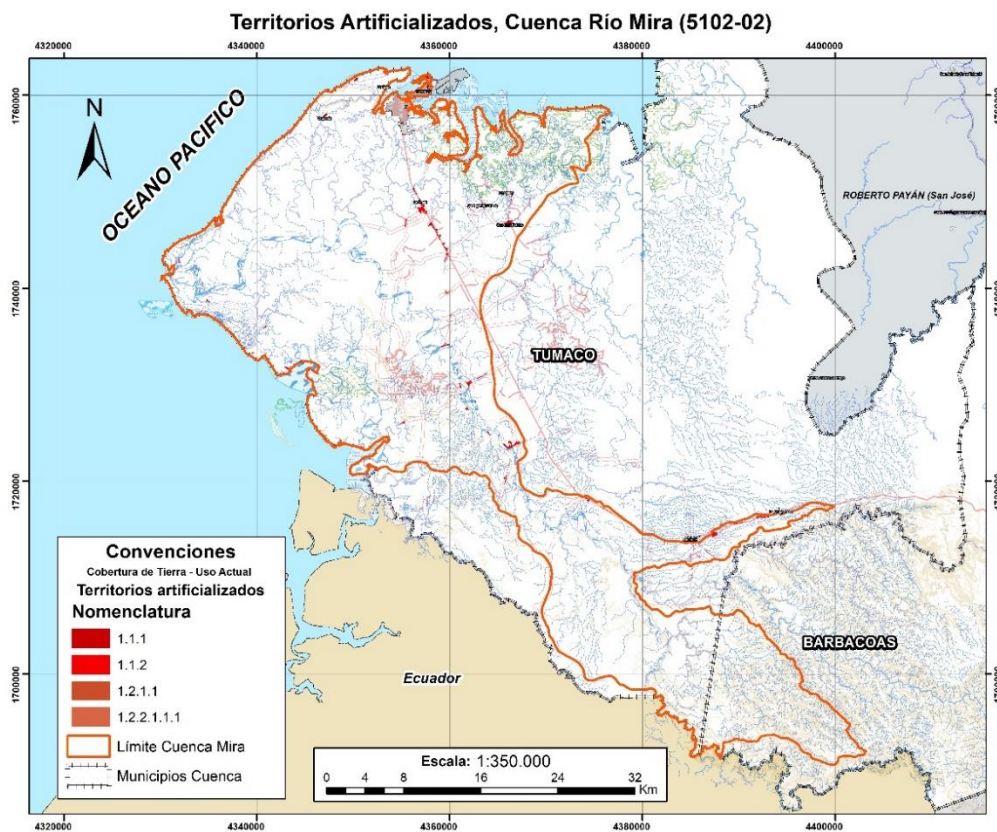 Territorios Artificializados, Cuenca Río Mira (5102-02)
4320000 4340000 4360000 4380000 4400000
1760000
1740000
1720000
1700000
N
OCEANO PACIFICO
ROBERTO PAYÁN (San José)
TUMACO
BARBACOAS
Ecuador
Convenciones
Cobertura de Tierra - Uso Actual
Territorios artificializados
Nomenclatura
1.1.1
1.1.2
1.2.1.1
1.2.2.1.1.1
Límite Cuenca Mira
Municipios Cuenca
Escala: 1:350.000
0 4 8 16 24 32
Km
4320000 4340000 4360000 4380000 4400000